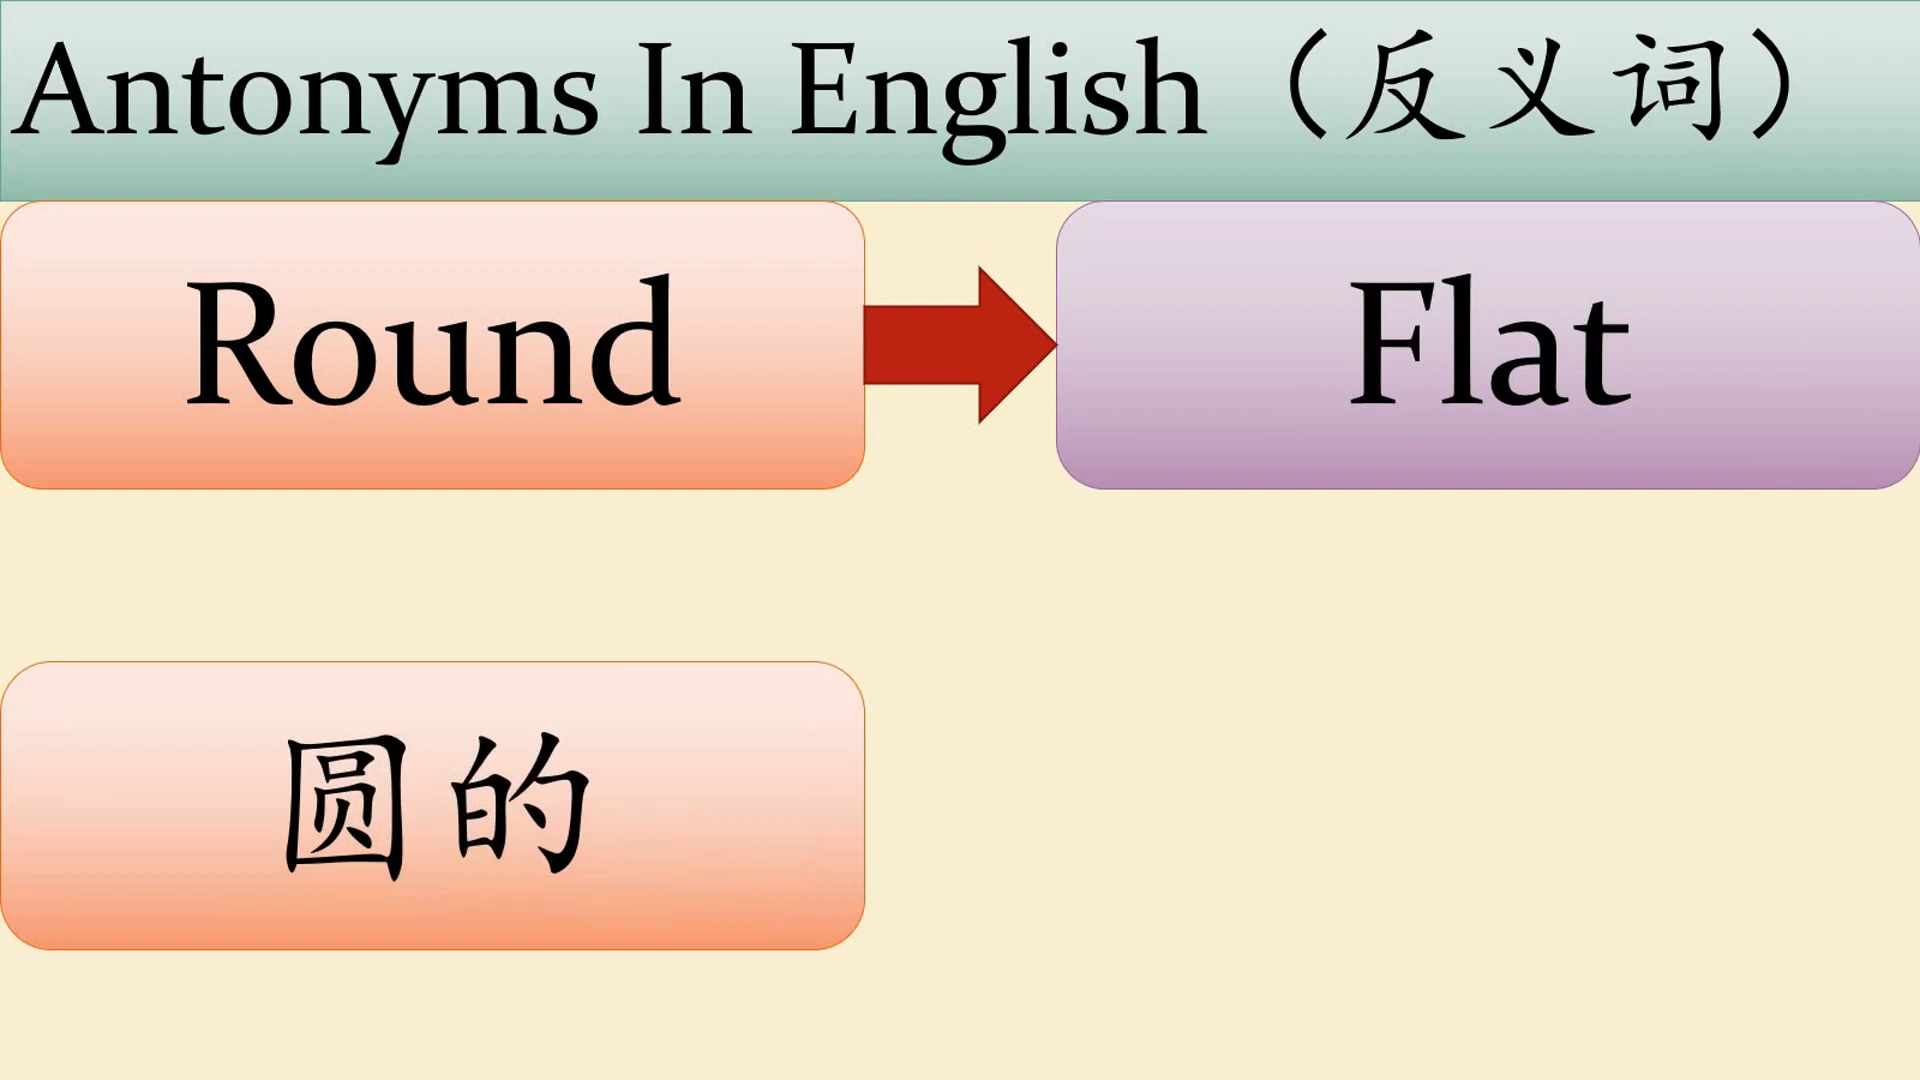 Antonyms In English（反义词）
Round
Flat
圆的